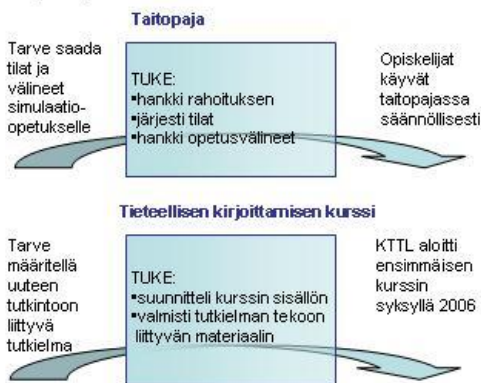 Taitopaja
Tarve saada
tilat ja
välineet
simulaatio-
opetukselle
TUKE:
▪hankki rahoituksen
▪järjesti tilat
▪hankki opetusvälineet
Opiskelijat
käyvät
taitopajassa
säännöllisesti
Tieteellisen kirjoittamisen kurssi
Tarve
määritellä
uuteen
tutkintoon
liittyvä
tutkielma
TUKE:
▪suunnitteli kurssin sisällön
▪valmisti tutkielman tekoon
liittyvän materiaalin
KTTL aloitti
ensimmäisen
kurssin
syksyllä 2006